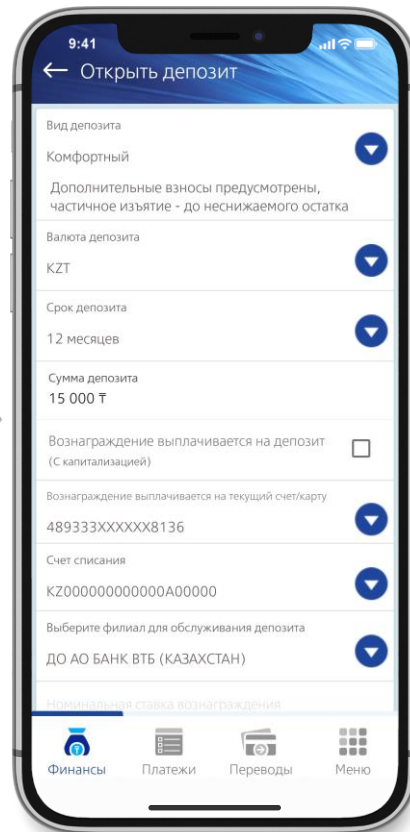 9:41
Открыть депозит
Вид депозита
Комфортный
Дополнительные взносы предусмотрены,
частичное изъятие - до неснижаемого остатка
Валюта депозита
KZT
Срок депозита
12 месяцев
Сумма депозита
15 000 ₸
Вознаграждение выплачивается на депозит
(С капитализацией)
Вознаграждение выплачивается на текущий счет/карту
489333XXXXXX8136
Счет списания
KZ000000000000A00000
Выберите филиал для обслуживания депозита
ДО АО БАНК ВТБ (КАЗАХСТАН)
Номинальная ставка вознаграждения
Финансы Платежи Переводы Меню